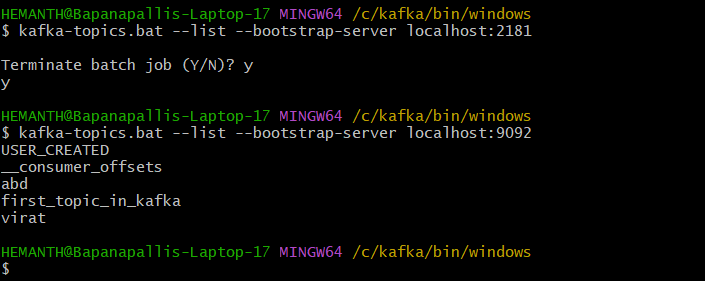 HEMANTH@Bapanapallis-Laptop-17 MINGW64 /c/kafka/bin/windows
$ kafka-topics.bat --list --bootstrap-server localhost:2181
Terminate batch job (Y/N)? y
y
HEMANTH@Bapanapallis-Laptop-17 MINGW64 /c/kafka/bin/windows
$ kafka-topics.bat --list --bootstrap-server localhost:9092
USER_CREATED
__consumer_offsets
abd
first_topic_in_kafka
virat
HEMANTH@Bapanapallis-Laptop-17 MINGW64 /c/kafka/bin/windows
$